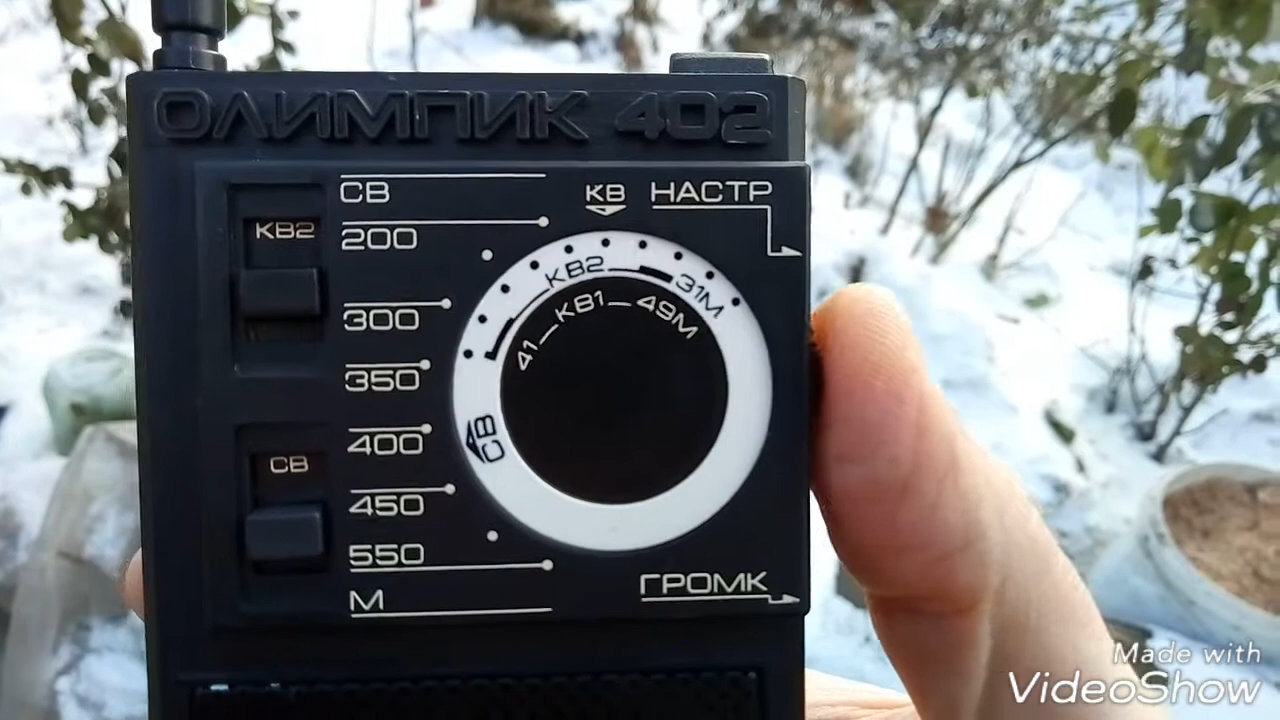 ОЛИМПИК 402
СВ
КВ
НАСТР
КВ2
200
300
350
400
450
550
М
СВ
КВ2
31М
41
КВ1
49М
СВ
ГРОМК
Made with
VideoShow